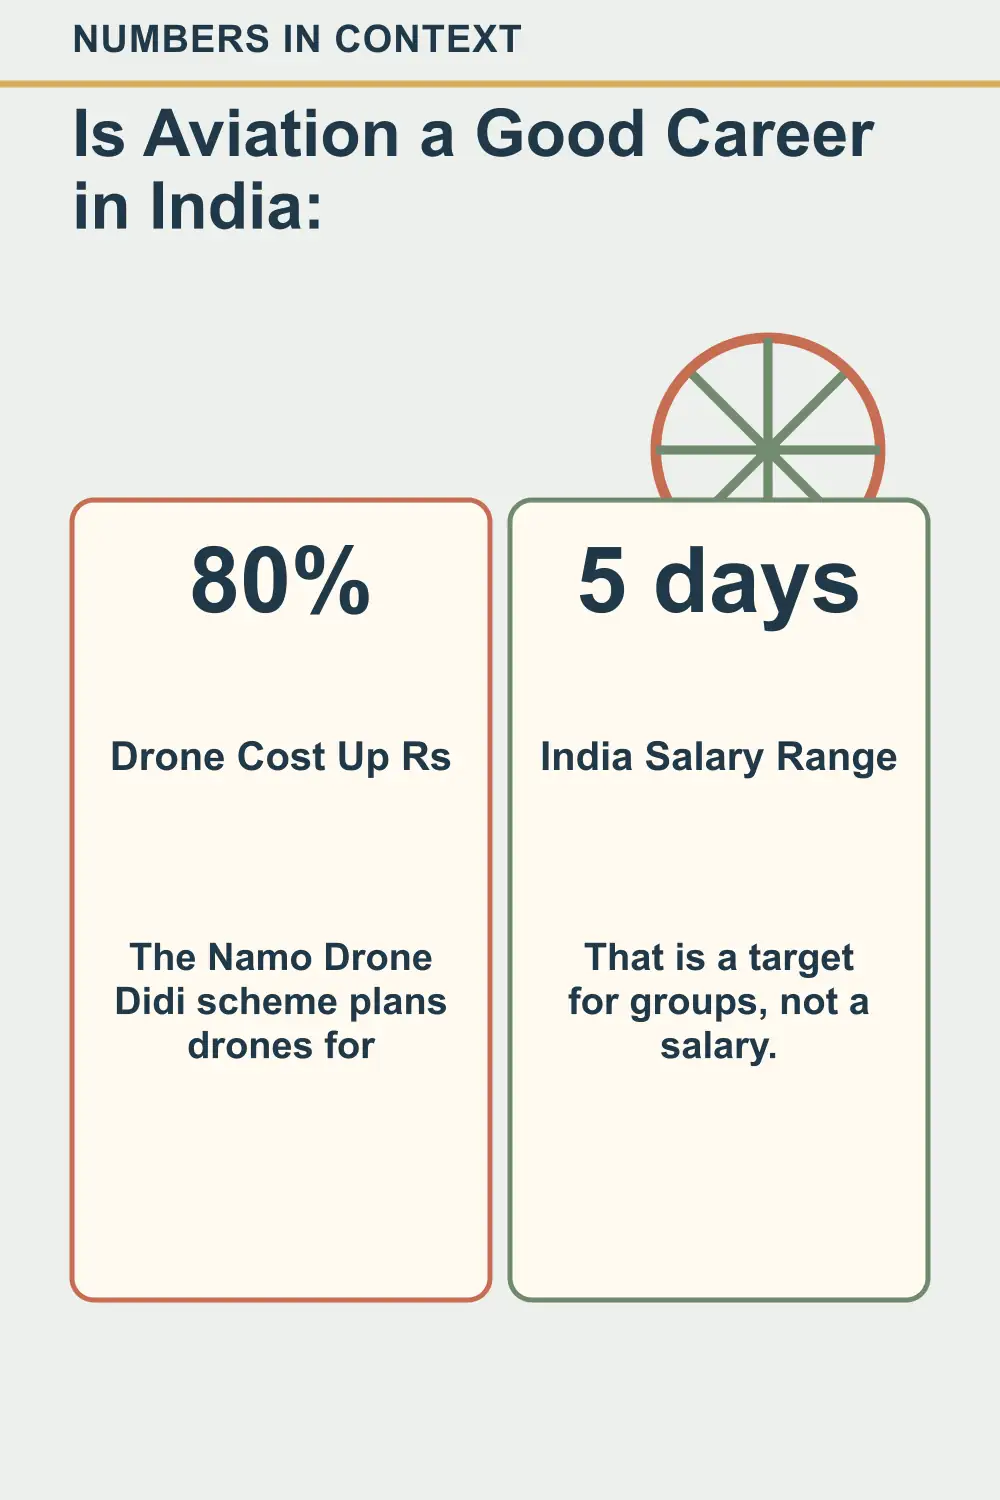 NUMBERS IN CONTEXT
Is Aviation a Good Career
in India:
80%
Drone Cost Up Rs
The Namo Drone
Didi scheme plans
drones for
5 days
India Salary Range
That is a target
for groups, not a
salary.